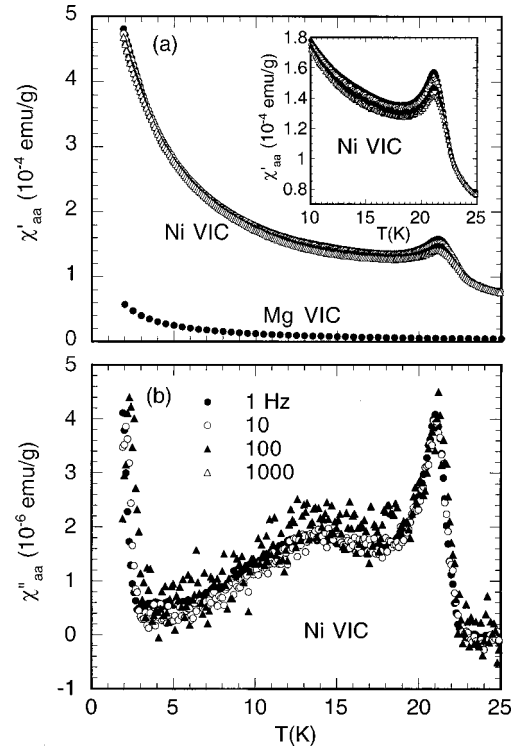 (a)
5
4
3
2
1
0
χ'aa (10⁻⁴ emu/g)
Ni VIC
Mg VIC
1.8
1.6
1.4
1.2
1
0.8
χ'aa (10⁻⁴ emu/g)
Ni VIC
10 15 20 25
T(K)
(b)
1 Hz
10
100
1000
6
5
4
3
2
1
0
-1
χ"aa (10⁻⁶ emu/g)
Ni VIC
0 5 10 15 20 25
T(K)